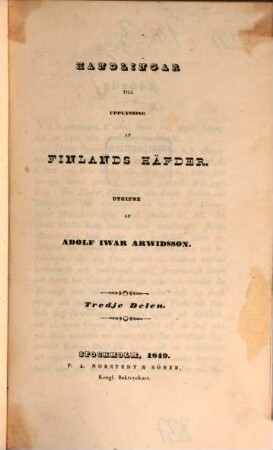 HANDLINGAR
TILL
UPPLYSNING
AF
FINLANDS HÄFDER.
UTGIFNE
AF
ADOLF IWAR ARWIDSSON.
Tredje Delen.
STOCKHOLM, 1849.
P. A. NORSTEDT & SÖNER,
Kongl. Boktryckare.